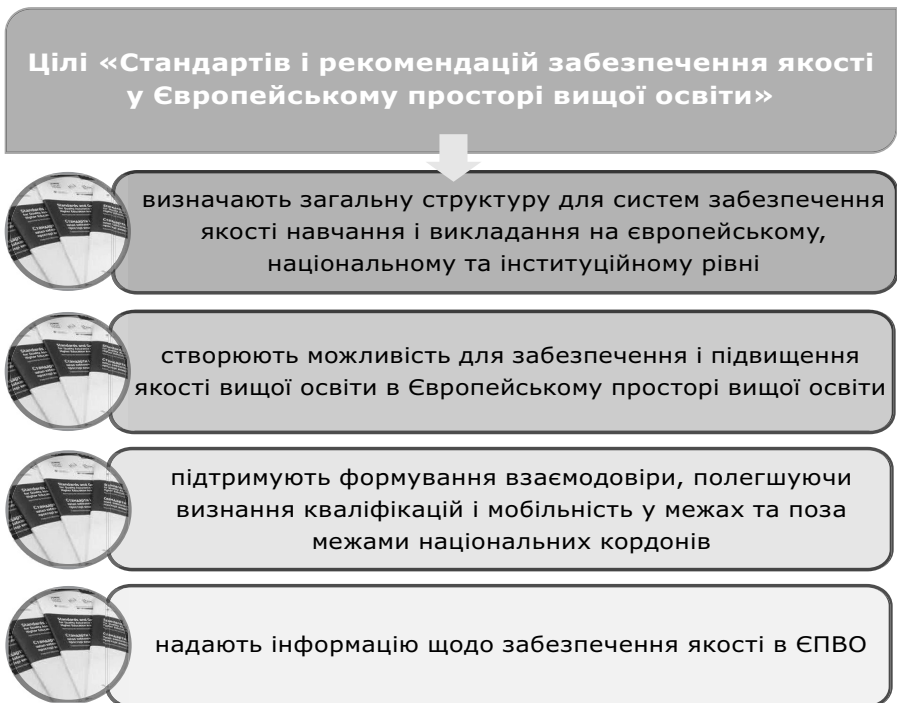 Цілі «Стандартів і рекомендацій забезпечення якості
у Європейському просторі вищої освіти»
визначають загальну структуру для систем забезпечення
якості навчання і викладання на європейському,
національному та інституційному рівні
створюють можливість для забезпечення і підвищення
якості вищої освіти в Європейському просторі вищої освіти
підтримують формування взаємодовіри, полегшуючи
визнання кваліфікацій і мобільність у межах та поза
межами національних кордонів
надають інформацію щодо забезпечення якості в ЄПВО